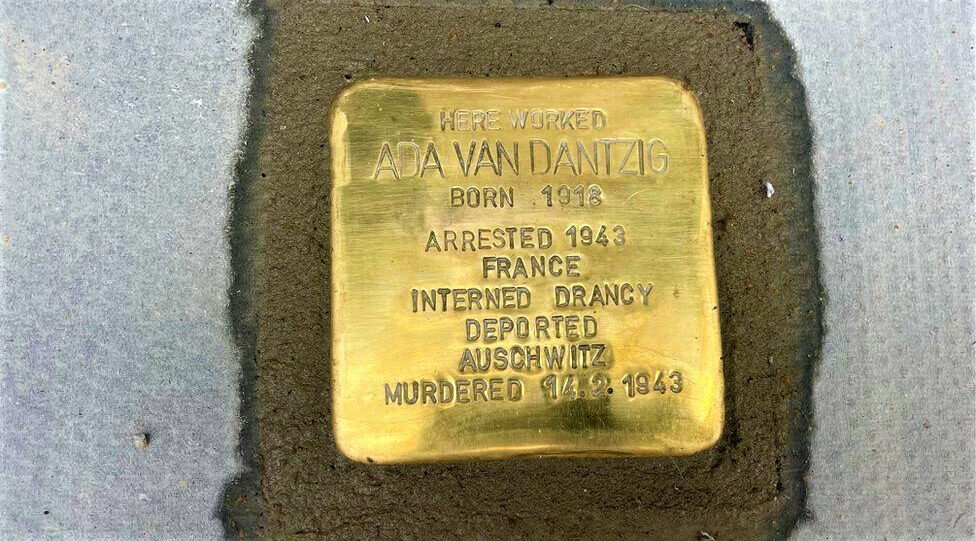 HERE WORKED
ADA VAN DANTZIG
BORN 1918
ARRESTED 1943
FRANCE
INTERNED DRANCY
DEPORTED
AUSCHWITZ
MURDERED 14.2.1943